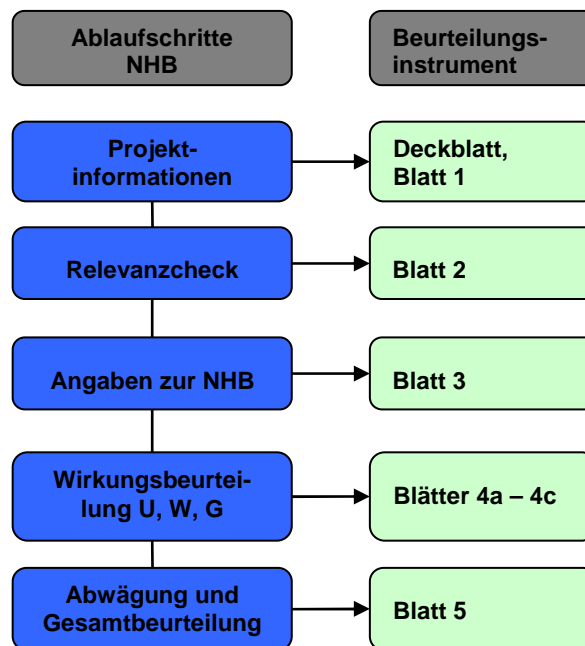 Ablaufschritte
NHB
Beurteilungs-
instrument
Projekt-
informationen
Deckblatt,
Blatt 1
Relevanzcheck
Blatt 2
Angaben zur NHB
Blatt 3
Wirkungsbeurtei-
lung U, W, G
Blätter 4a – 4c
Abwägung und
Gesamtbeurteilung
Blatt 5